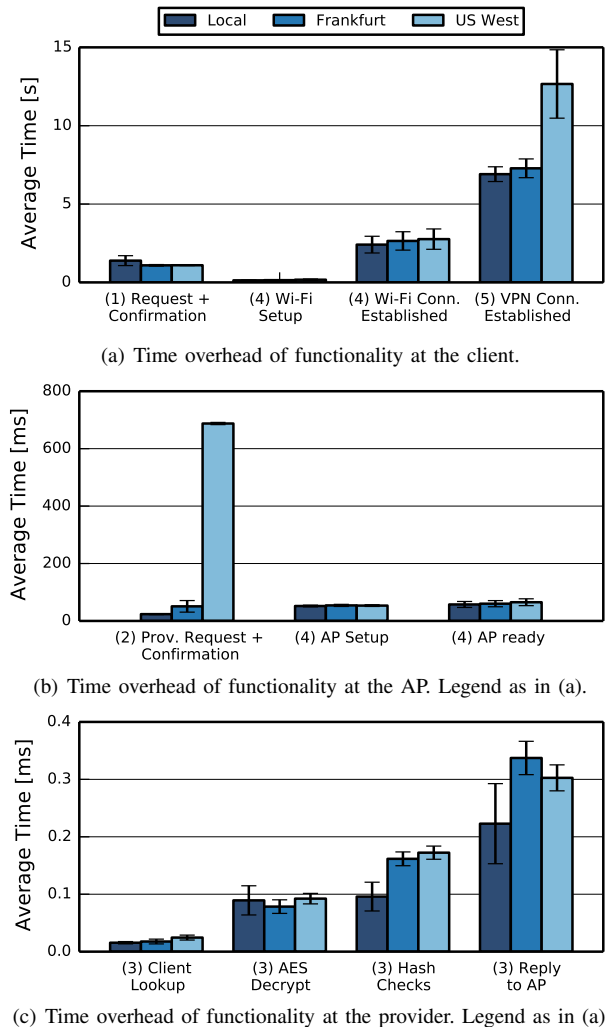 Local Frankfurt US West
15
10
5
0
Average Time [s]
(1) Request + Confirmation
(4) Wi-Fi Setup
(4) Wi-Fi Conn. Established
(5) VPN Conn. Established
(a) Time overhead of functionality at the client.
800
600
400
200
0
Average Time [ms]
(2) Prov. Request + Confirmation
(4) AP Setup
(4) AP ready
(b) Time overhead of functionality at the AP. Legend as in (a).
0.4
0.3
0.2
0.1
0.0
Average Time [ms]
(3) Client Lookup
(3) AES Decrypt
(3) Hash Checks
(3) Reply to AP
(c) Time overhead of functionality at the provider. Legend as in (a)